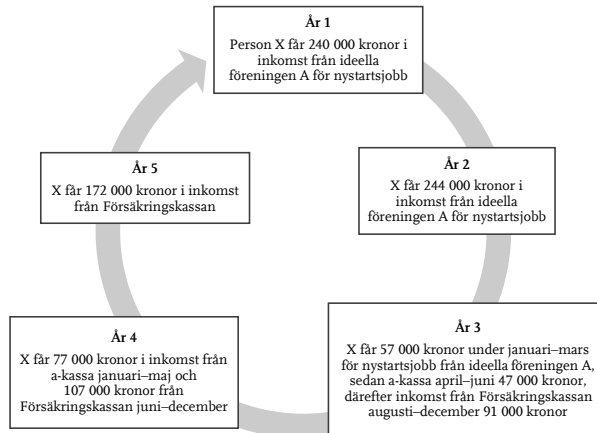 År 1
Person X får 240 000 kronor i
inkomst från ideella
föreningen A för nystartsjobb
År 2
X får 244 000 kronor i
inkomst från ideella
föreningen A för nystartsjobb
År 3
X får 57 000 kronor under januari–mars
för nystartsjobb från ideella föreningen A,
sedan a-kassa april–juni 47 000 kronor,
därefter inkomst från Försäkringskassan
augusti–december 91 000 kronor
År 4
X får 77 000 kronor i inkomst från
a-kassa januari–maj och
107 000 kronor från
Försäkringskassan juni–december
År 5
X får 172 000 kronor i inkomst
från Försäkringskassan